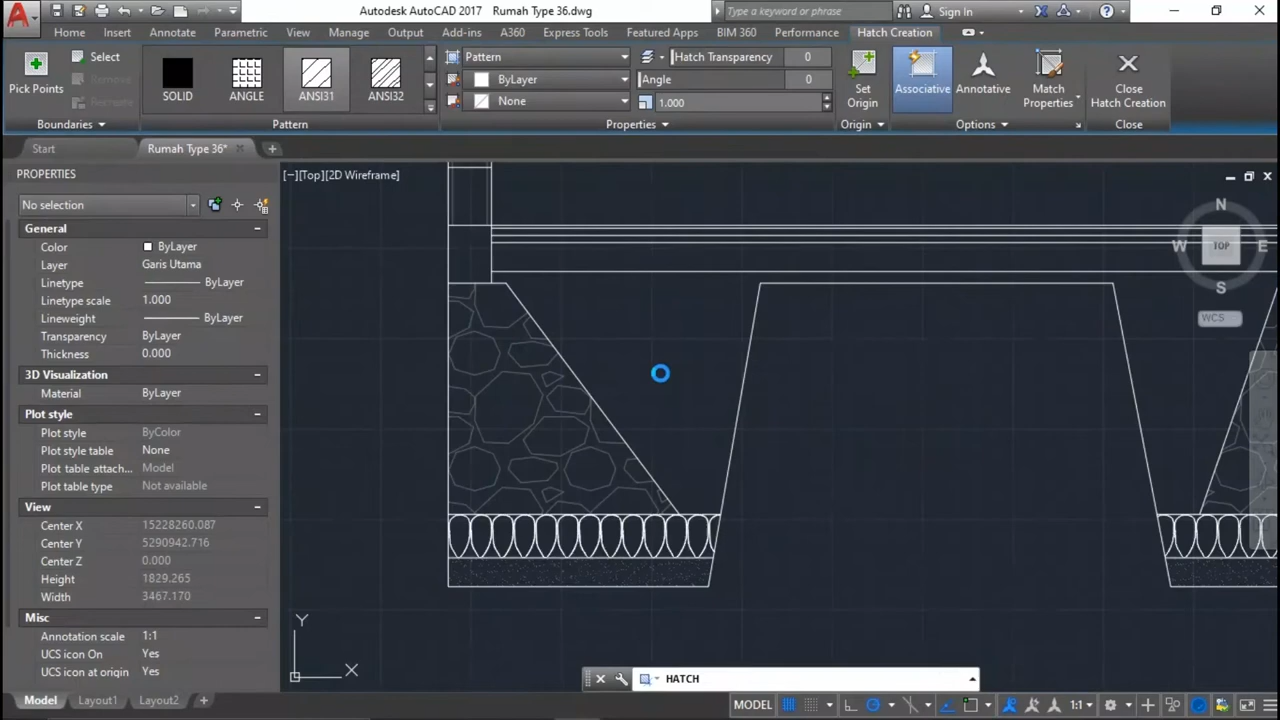 Autodesk AutoCAD 2017 Rumah Type 36.dwg
Type a keyword or phrase
Sign In
Home Insert Annotate Parametric View Manage Output Add-ins A360 Express Tools Featured Apps BIM 360 Performance Hatch Creation
Pick Points
Select
Remove
Recreate
Boundaries
SOLID
ANGLE
ANSI31
ANSI32
Pattern
Pattern
ByLayer
None
Hatch Transparency 0
Angle 0
1.000
Properties
Set
Origin
Origin
Associative
Annotative
Match
Properties
Options
Close
Hatch Creation
Close
Start
Rumah Type 36*
PROPERTIES
No selection
General
Color ByLayer
Layer Garis Utama
Linetype ByLayer
Linetype scale 1.000
Lineweight ByLayer
Transparency ByLayer
Thickness 0.000
3D Visualization
Material ByLayer
Plot style
Plot style ByColor
Plot style table None
Plot table attach... Model
Plot table type Not available
View
Center X 15228260.087
Center Y 5290942.716
Center Z 0.000
Height 1829.265
Width 3467.170
Misc
Annotation scale 1:1
UCS icon On Yes
UCS icon at origin Yes
[−][Top][2D Wireframe]
N
W TOP E
S
WCS
Y
X
HATCH
Model Layout1 Layout2
MODEL
1:1